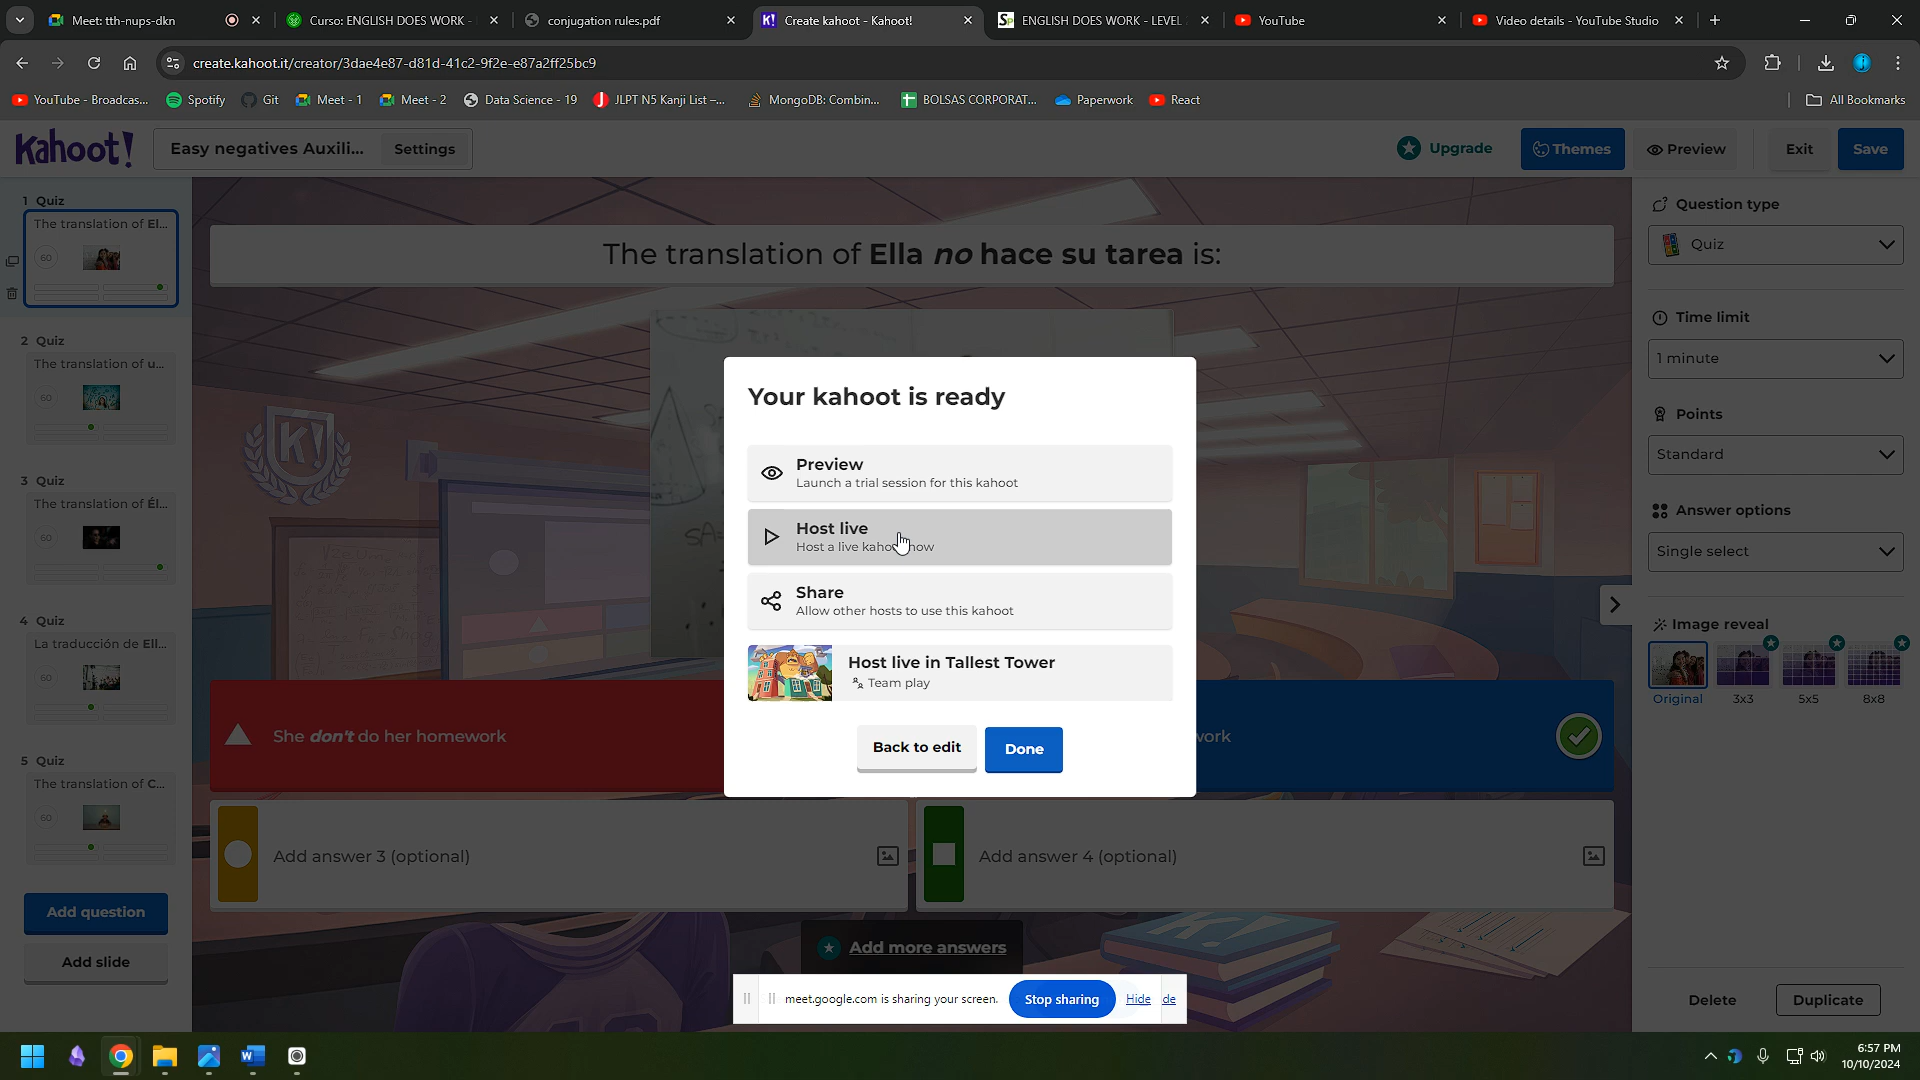 Meet: tth-nups-dkn
Curso: ENGLISH DOES WORK -
conjugation rules.pdf
Create kahoot - Kahoot!
ENGLISH DOES WORK - LEVEL
YouTube
Video details - YouTube Studio
create.kahoot.it/creator/3dae4e87-d81d-41c2-9f2e-e87a2ff25bc9
YouTube - Broadcas...
Spotify
Git
Meet - 1
Meet - 2
Data Science - 19
JLPT N5 Kanji List –...
MongoDB: Combin...
BOLSAS CORPORAT...
Paperwork
React
All Bookmarks
Kahoot!
Easy negatives Auxili...
Settings
Upgrade
Themes
Preview
Exit
Save
1 Quiz
The translation of El...
60
2 Quiz
The translation of u...
60
3 Quiz
The translation of Él...
60
4 Quiz
La traducción de Ell...
60
5 Quiz
The translation of C...
60
Add question
Add slide
The translation of Ella no hace su tarea is:
Your kahoot is ready
Preview
Launch a trial session for this kahoot
Host live
Host a live kahoot now
Share
Allow other hosts to use this kahoot
Host live in Tallest Tower
Team play
Back to edit
Done
She don't do her homework
work
Add answer 3 (optional)
Add answer 4 (optional)
Add more answers
meet.google.com is sharing your screen.
Stop sharing
Hide
de
Question type
Quiz
Time limit
1 minute
Points
Standard
Answer options
Single select
Image reveal
Original
3x3
5x5
8x8
Delete
Duplicate
6:57 PM
10/10/2024